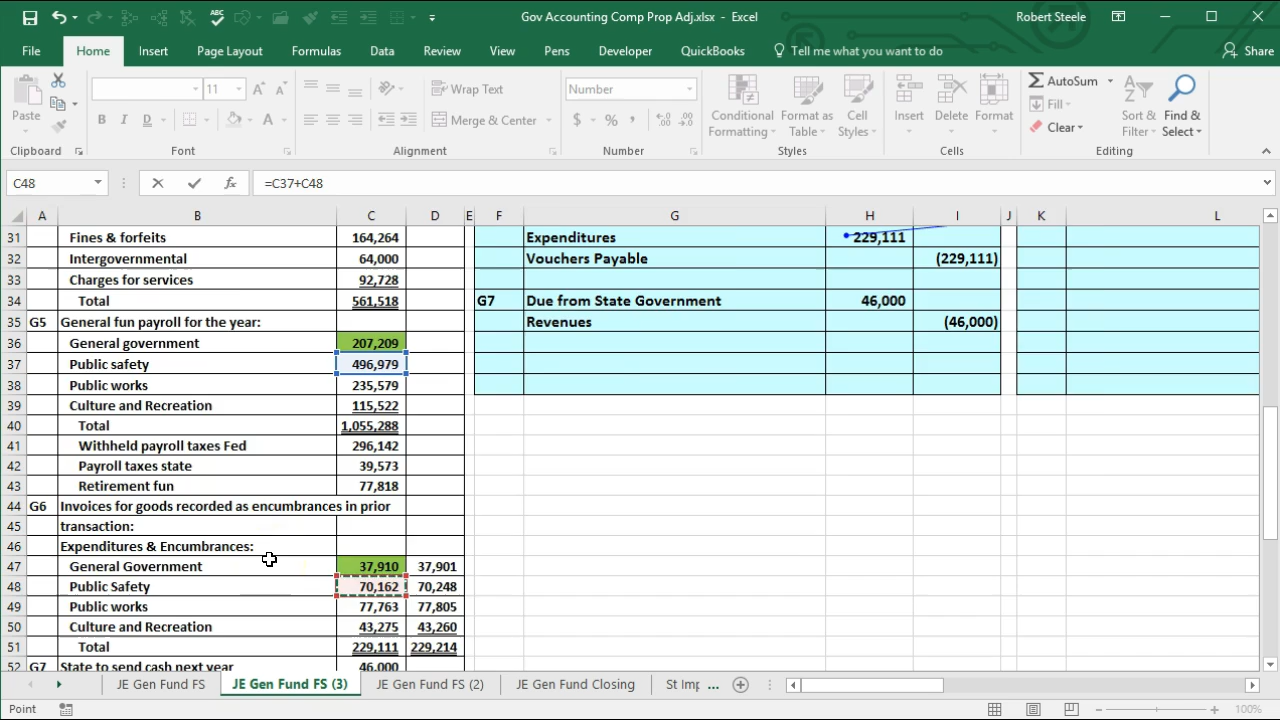 Gov Accounting Comp Prop Adj.xlsx - Excel
Robert Steele
File Home Insert Page Layout Formulas Data Review View Pens Developer QuickBooks Tell me what you want to do Share
Paste
Clipboard
11
B I D A
Font
Wrap Text
Merge & Center
Alignment
Number
$ % ,
Number
Conditional Formatting
Format as Table
Cell Styles
Styles
Insert Delete Format
Cells
AutoSum
Fill
Clear
Sort & Filter
Find & Select
Editing
C48 fx =C37+C48
A B C D E F G H I J K L
31 Fines & forfeits 164,264 Expenditures 229,111
32 Intergovernmental 64,000 Vouchers Payable (229,111)
33 Charges for services 92,728
34 Total 561,518 G7 Due from State Government 46,000
35 G5 General fun payroll for the year: Revenues (46,000)
36 General government 207,209
37 Public safety 496,979
38 Public works 235,579
39 Culture and Recreation 115,522
40 Total 1,055,288
41 Withheld payroll taxes Fed 296,142
42 Payroll taxes state 39,573
43 Retirement fun 77,818
44 G6 Invoices for goods recorded as encumbrances in prior
45 transaction:
46 Expenditures & Encumbrances:
47 General Government 37,910 37,901
48 Public Safety 70,162 70,248
49 Public works 77,763 77,805
50 Culture and Recreation 43,275 43,260
51 Total 229,111 229,214
52 G7 State to send cash next year 46,000
JE Gen Fund FS JE Gen Fund FS (3) JE Gen Fund FS (2) JE Gen Fund Closing St Imp ...
Point 100%